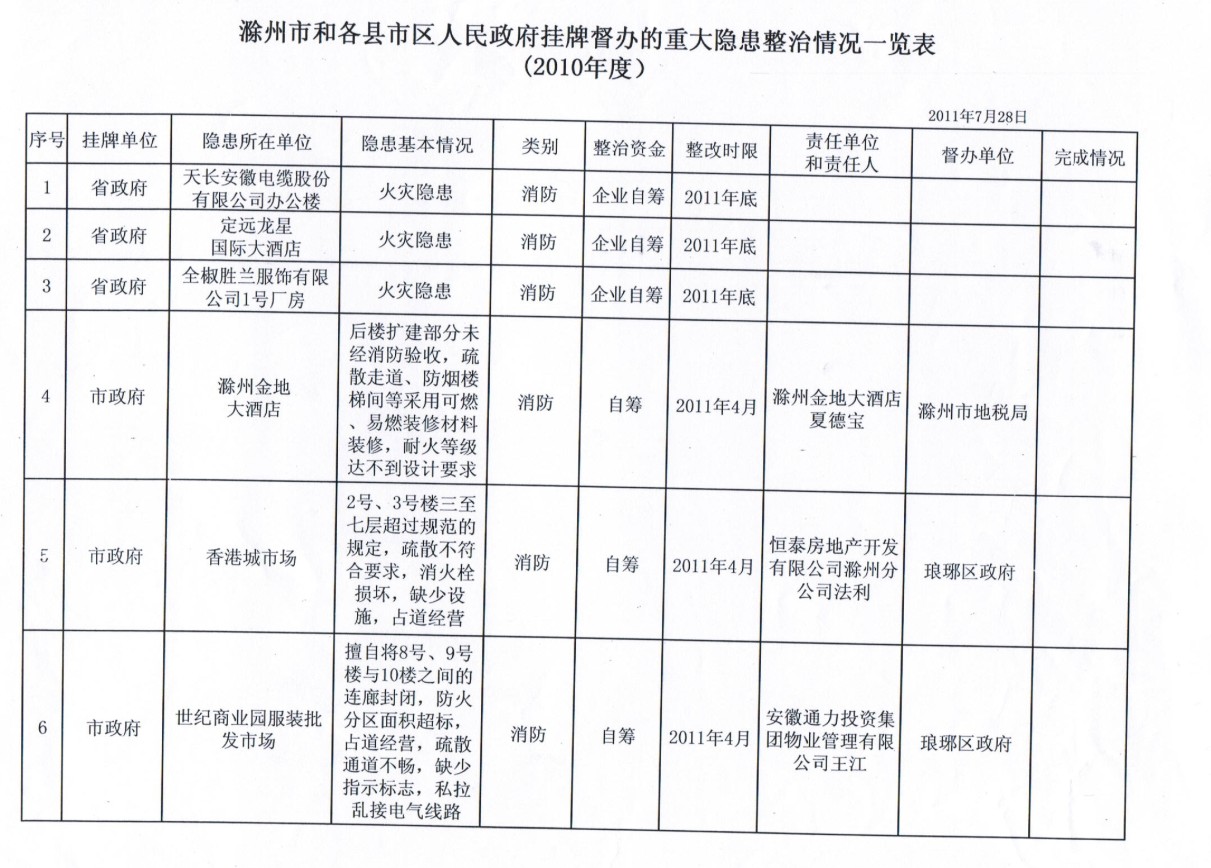 滁州市和各县市区人民政府挂牌督办的重大隐患整治情况一览表
(2010年度)
2011年7月28日
序号 挂牌单位 隐患所在单位 隐患基本情况 类别 整治资金 整改时限 责任单位
和责任人 督办单位 完成情况
1 省政府 天长安徽电缆股份
有限公司办公楼 火灾隐患 消防 企业自筹 2011年底
2 省政府 定远龙星
国际大酒店 火灾隐患 消防 企业自筹 2011年底
3 省政府 全椒胜兰服饰有限
公司1号厂房 火灾隐患 消防 企业自筹 2011年底
4 市政府 滁州金地
大酒店
后楼扩建部分未
经消防验收，疏
散走道、防烟楼
梯间等采用可燃
、易燃装修材料
装修，耐火等级
达不到设计要求
消防 自筹 2011年4月 滁州金地大酒店
夏德宝 滁州市地税局
5 市政府 香港城市场
2号、3号楼三至
七层超过规范的
规定，疏散不符
合要求，消火栓
损坏，缺少设
施，占道经营
消防 自筹 2011年4月 恒泰房地产开发
有限公司滁州分
公司法利 琅琊区政府
6 市政府 世纪商业园服装批
发市场
擅自将8号、9号
楼与10楼之间的
连廊封闭，防火
分区面积超标，
占道经营，疏散
通道不畅，缺少
指示标志，私拉
乱接电气线路
消防 自筹 2011年4月 安徽通力投资集
团物业管理有限
公司王江 琅琊区政府